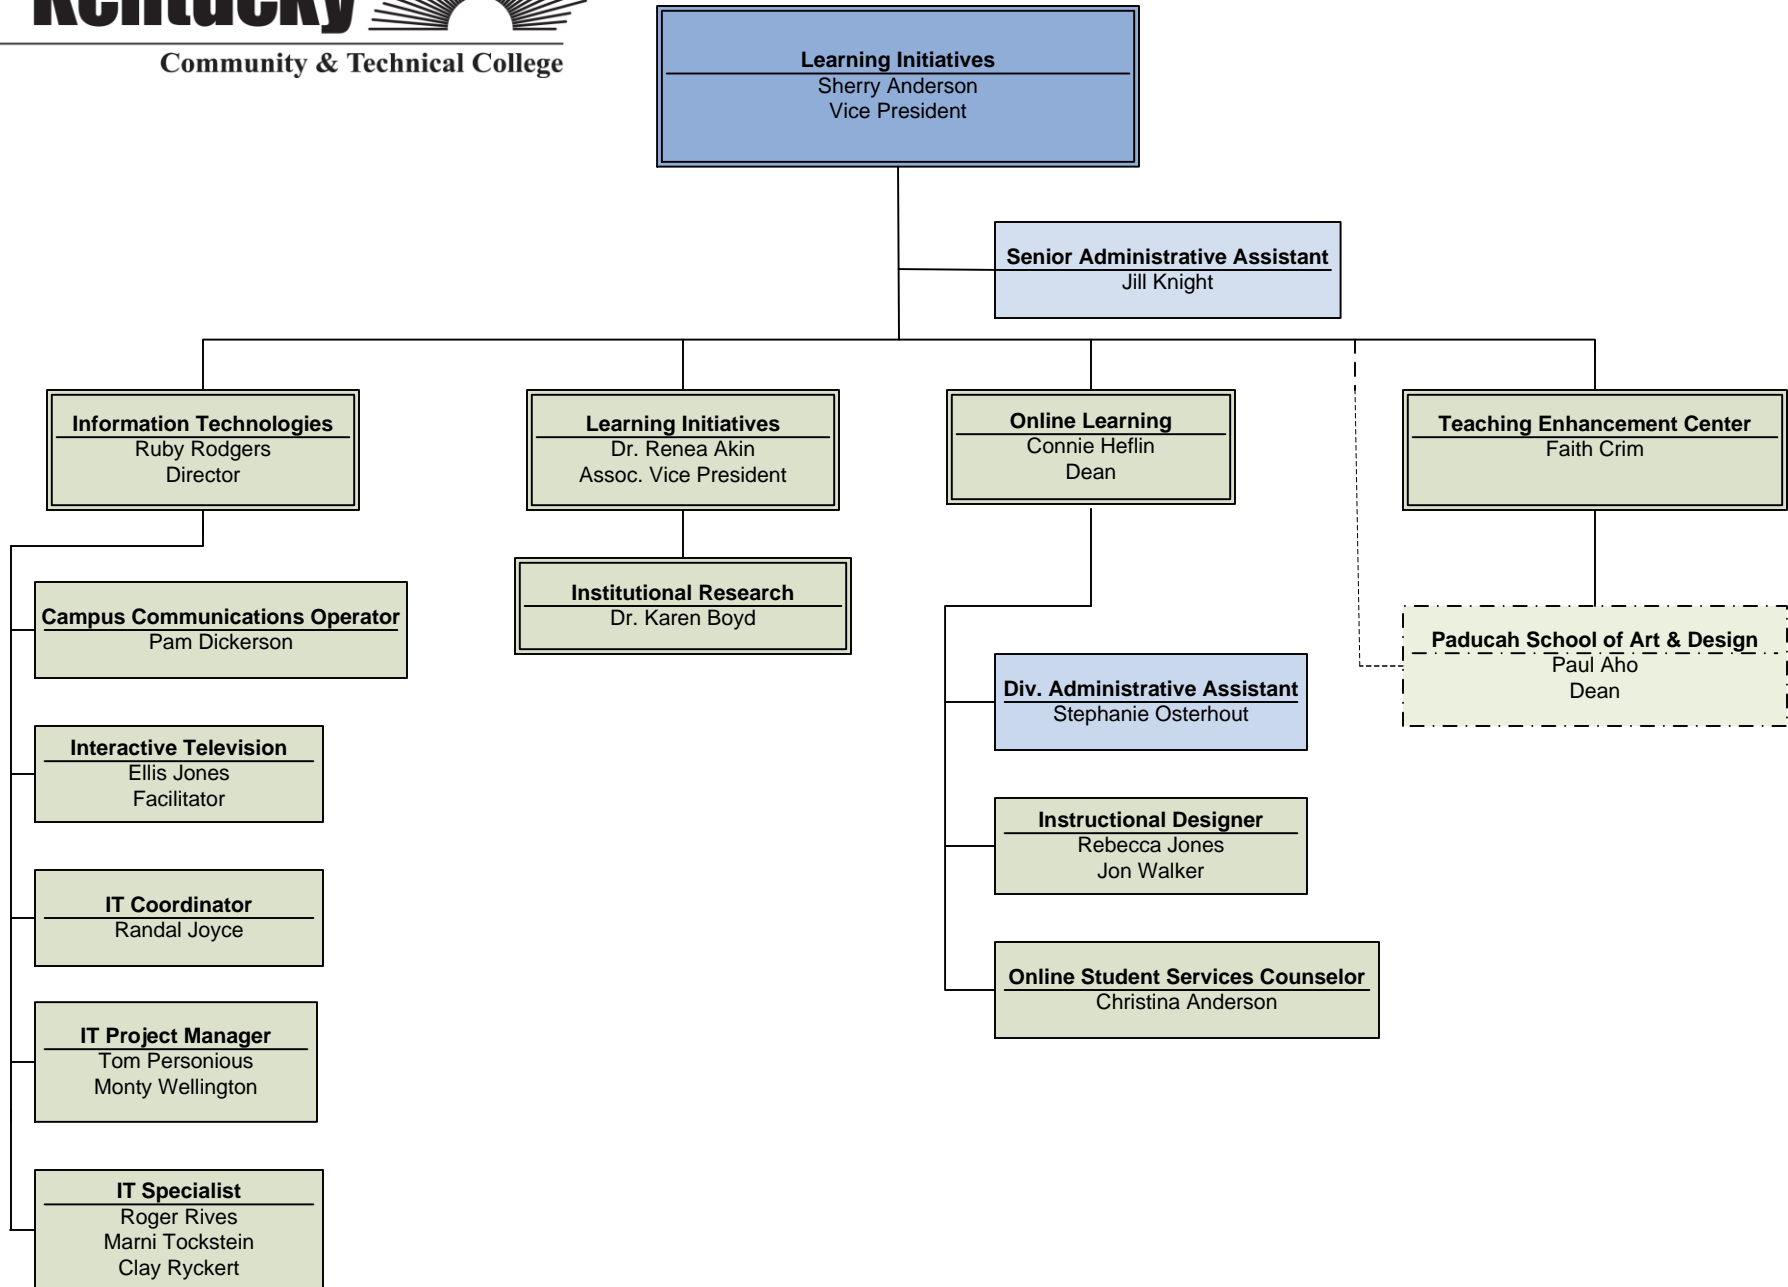 Kentucky
Community & Technical College
Learning Initiatives
Sherry Anderson
Vice President
Senior Administrative Assistant
Jill Knight
Information Technologies
Ruby Rodgers
Director
Learning Initiatives
Dr. Renea Akin
Assoc. Vice President
Online Learning
Connie Heflin
Dean
Teaching Enhancement Center
Faith Crim
Campus Communications Operator
Pam Dickerson
Institutional Research
Dr. Karen Boyd
Paducah School of Art & Design
Paul Aho
Dean
Div. Administrative Assistant
Stephanie Osterhout
Interactive Television
Ellis Jones
Facilitator
Instructional Designer
Rebecca Jones
Jon Walker
IT Coordinator
Randal Joyce
Online Student Services Counselor
Christina Anderson
IT Project Manager
Tom Personious
Monty Wellington
IT Specialist
Roger Rives
Marni Tockstein
Clay Ryckert